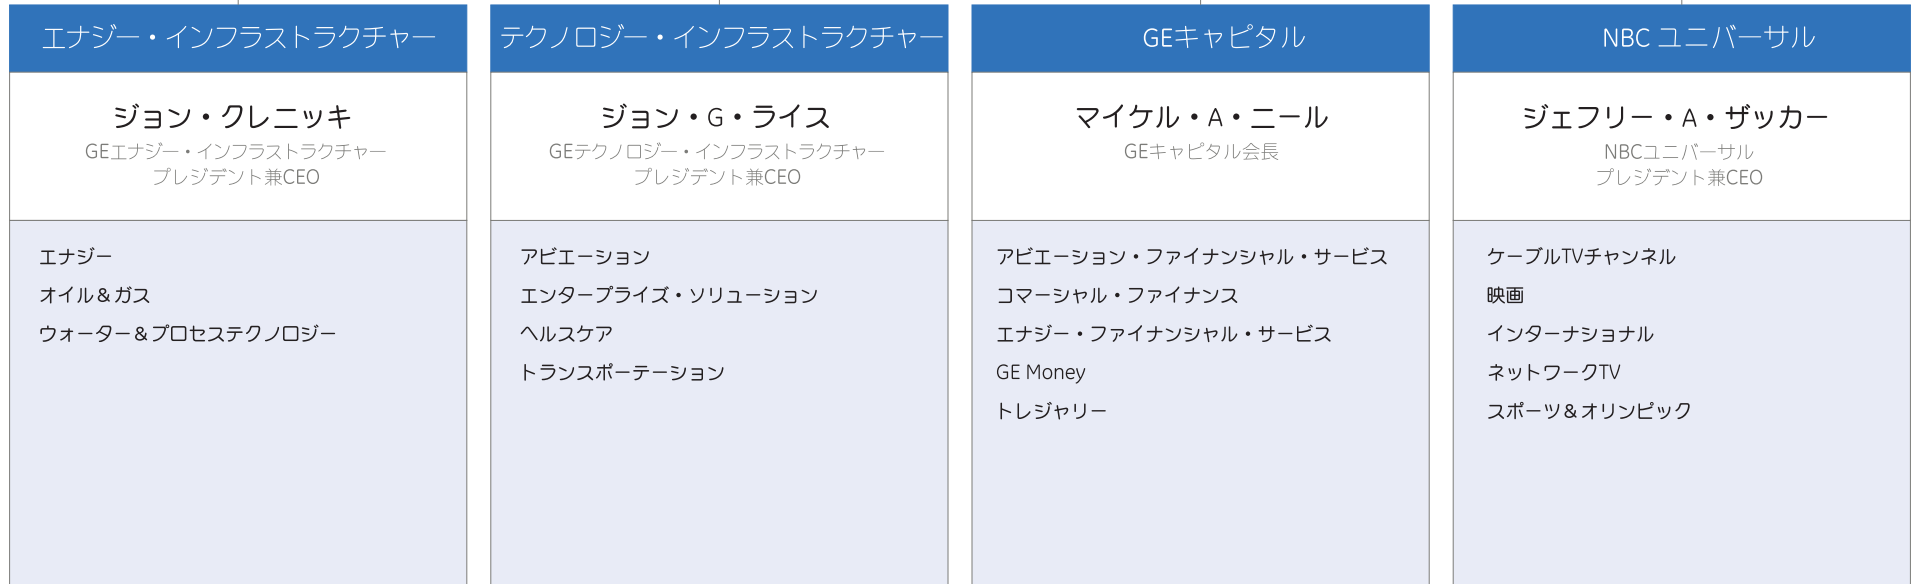 エナジー・インフラストラクチャー
ジョン・クレニッキ
GEエナジー・インフラストラクチャー
プレジデント兼CEO
エナジー
オイル＆ガス
ウォーター＆プロセステクノロジー
テクノロジー・インフラストラクチャー
ジョン・G・ライス
GEテクノロジー・インフラストラクチャー
プレジデント兼CEO
アビエーション
エンタープライズ・ソリューション
ヘルスケア
トランスポーテーション
GEキャピタル
マイケル・A・ニール
GEキャピタル会長
アビエーション・ファイナンシャル・サービス
コマーシャル・ファイナンス
エナジー・ファイナンシャル・サービス
GE Money
トレジャリー
NBC ユニバーサル
ジェフリー・A・ザッカー
NBCユニバーサル
プレジデント兼CEO
ケーブルTVチャンネル
映画
インターナショナル
ネットワークTV
スポーツ＆オリンピック